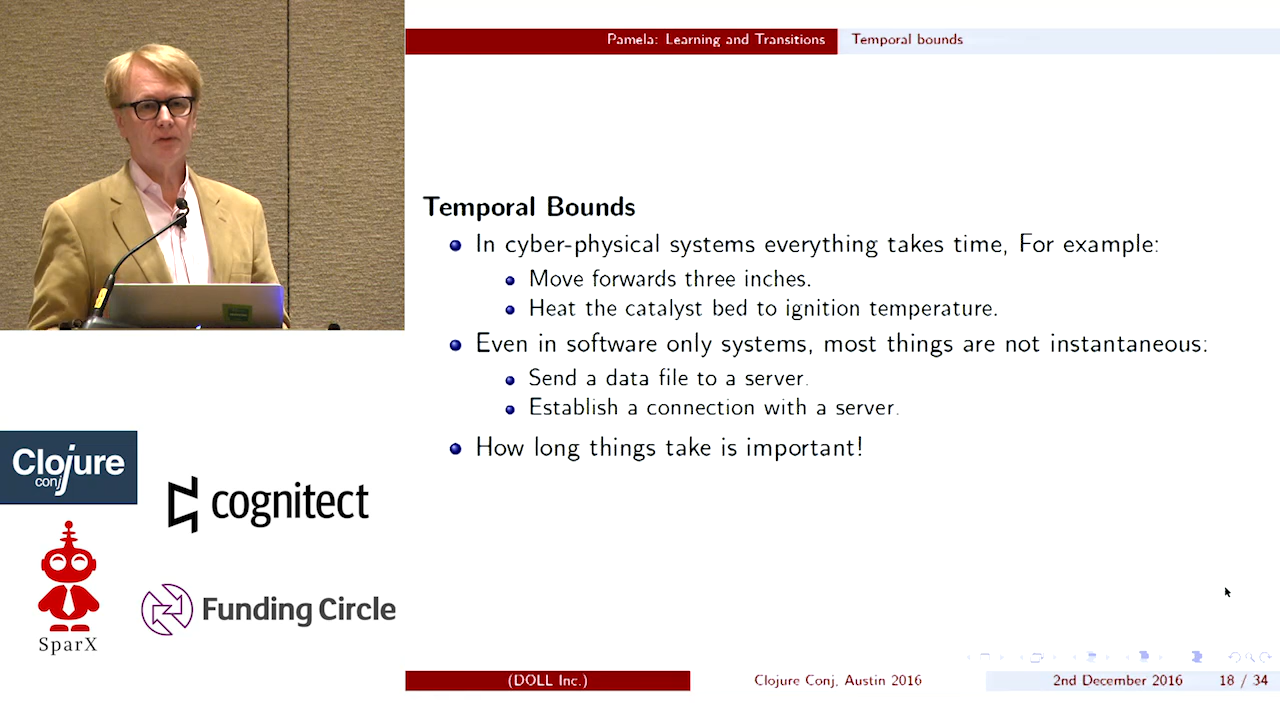 Pamela: Learning and Transitions
Temporal bounds
Temporal Bounds
In cyber-physical systems everything takes time, For example:
Move forwards three inches.
Heat the catalyst bed to ignition temperature.
Even in software only systems, most things are not instantaneous:
Send a data file to a server.
Establish a connection with a server.
How long things take is important!
Clojure
conj
cognitect
SparX
Funding Circle
(DOLL Inc.)
Clojure Conj, Austin 2016
2nd December 2016
18 / 34